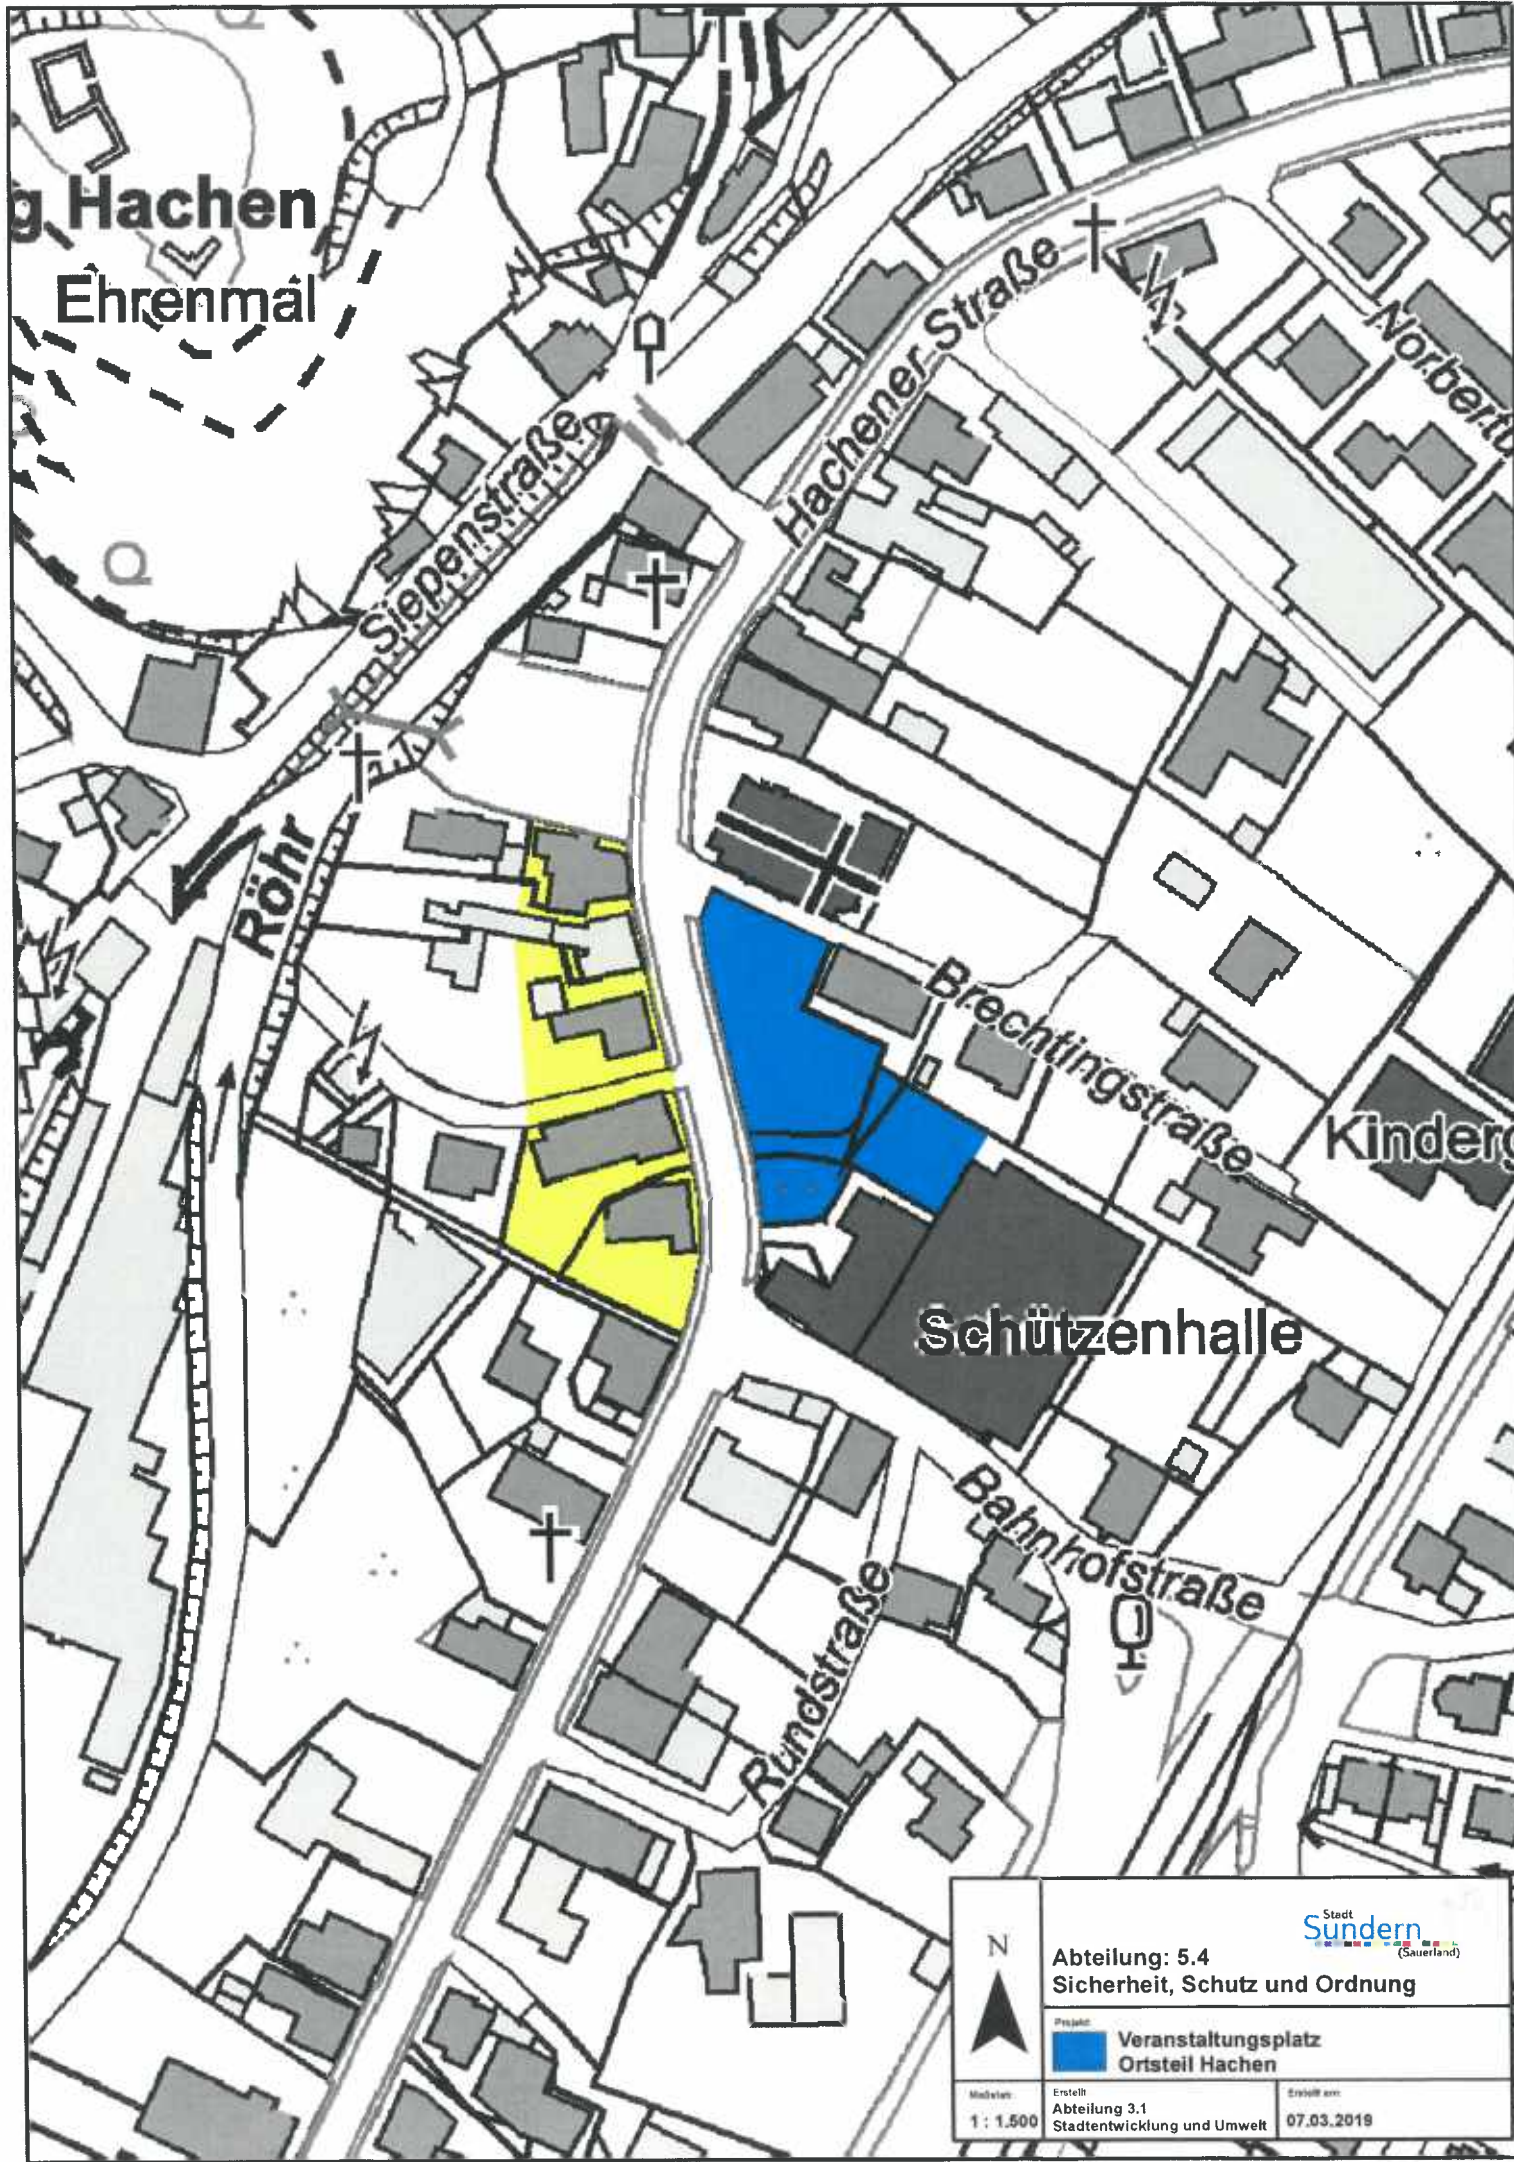 g Hachen
Ehrenmal
Hachener Straße
Norbertu
Siepenstraße
Röhr
Brechtingstraße
Kinderg
Schützenhalle
Bahnhofstraße
Rundstraße
N
Stadt
Sundern
(Sauerland)
Abteilung: 5.4
Sicherheit, Schutz und Ordnung
Projekt:
Veranstaltungsplatz
Ortsteil Hachen
Maßstab:
1 : 1.500
Erstellt
Abteilung 3.1
Stadtentwicklung und Umwelt
Erstellt am:
07.03.2019